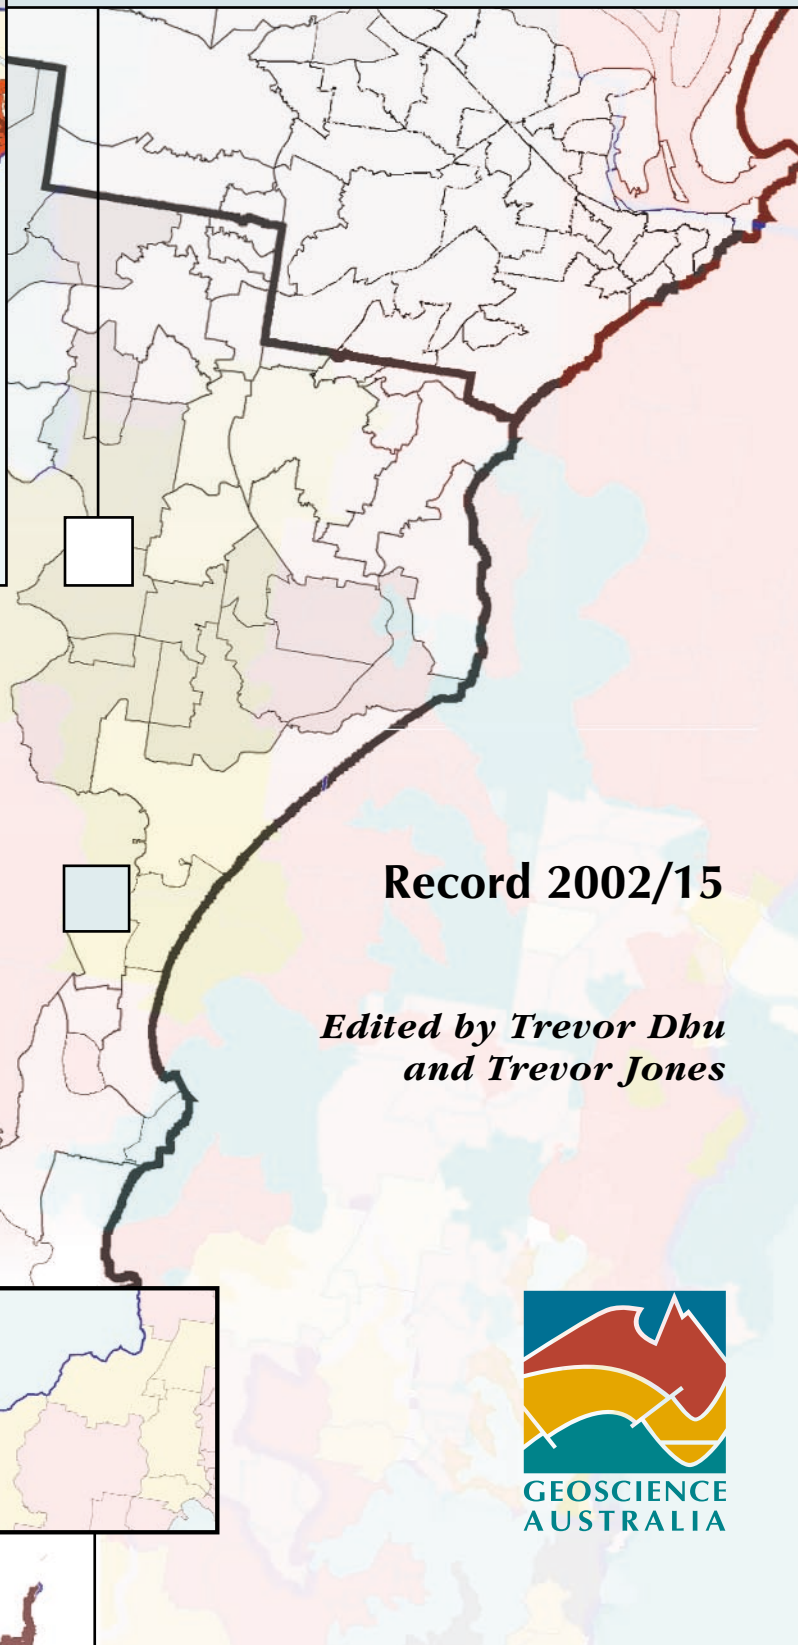 Record 2002/15
Edited by Trevor Dhu
and Trevor Jones
GEOSCIENCE
AUSTRALIA